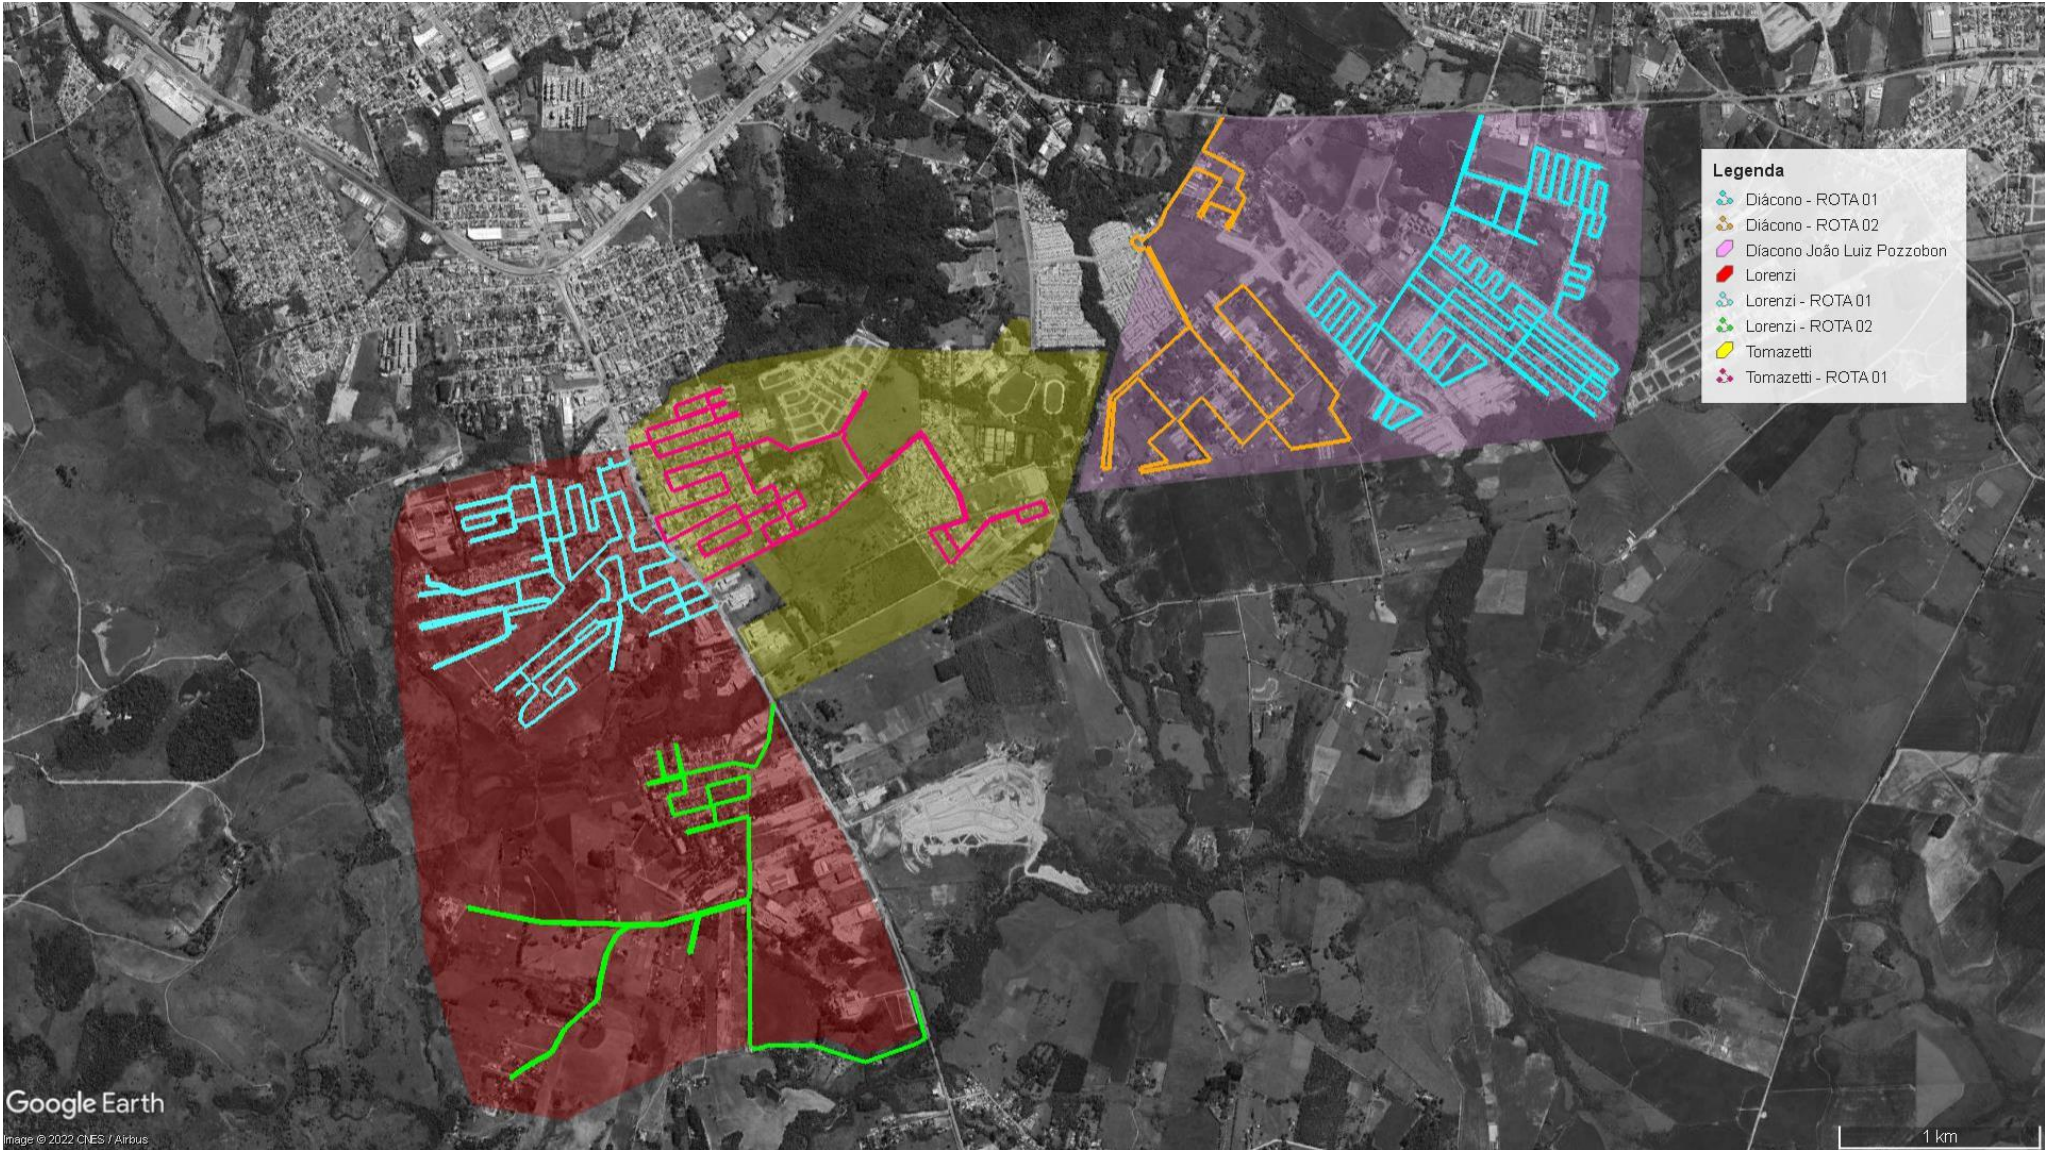 Legenda
Diácono - ROTA 01
Diácono - ROTA 02
Díacono João Luiz Pozzobon
Lorenzi
Lorenzi - ROTA 01
Lorenzi - ROTA 02
Tomazetti
Tomazetti - ROTA 01
Google Earth
Image © 2022 CNES / Airbus
1 km